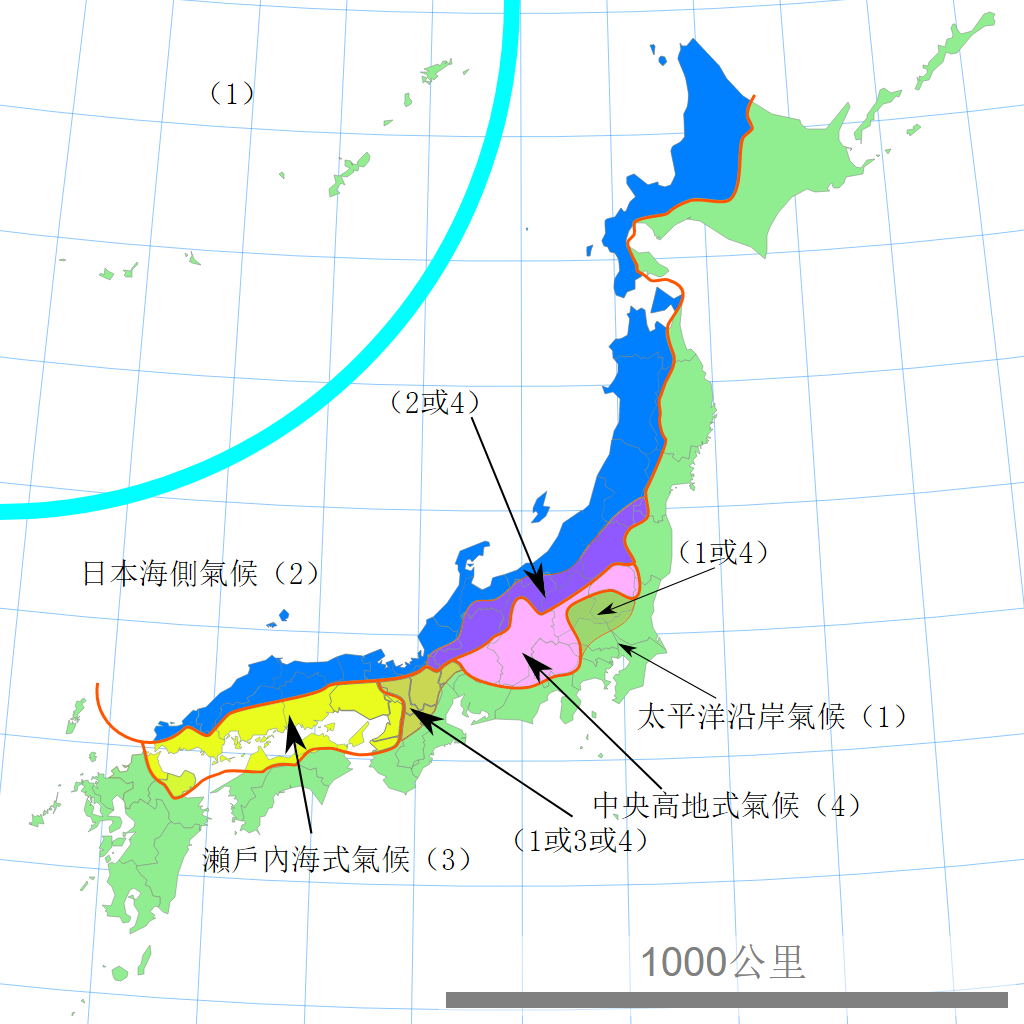 （1）
（2或4）
（1或4）
日本海側氣候（2）
太平洋沿岸氣候（1）
中央高地式氣候（4）
（1或3或4）
瀨戶內海式氣候（3）
1000公里